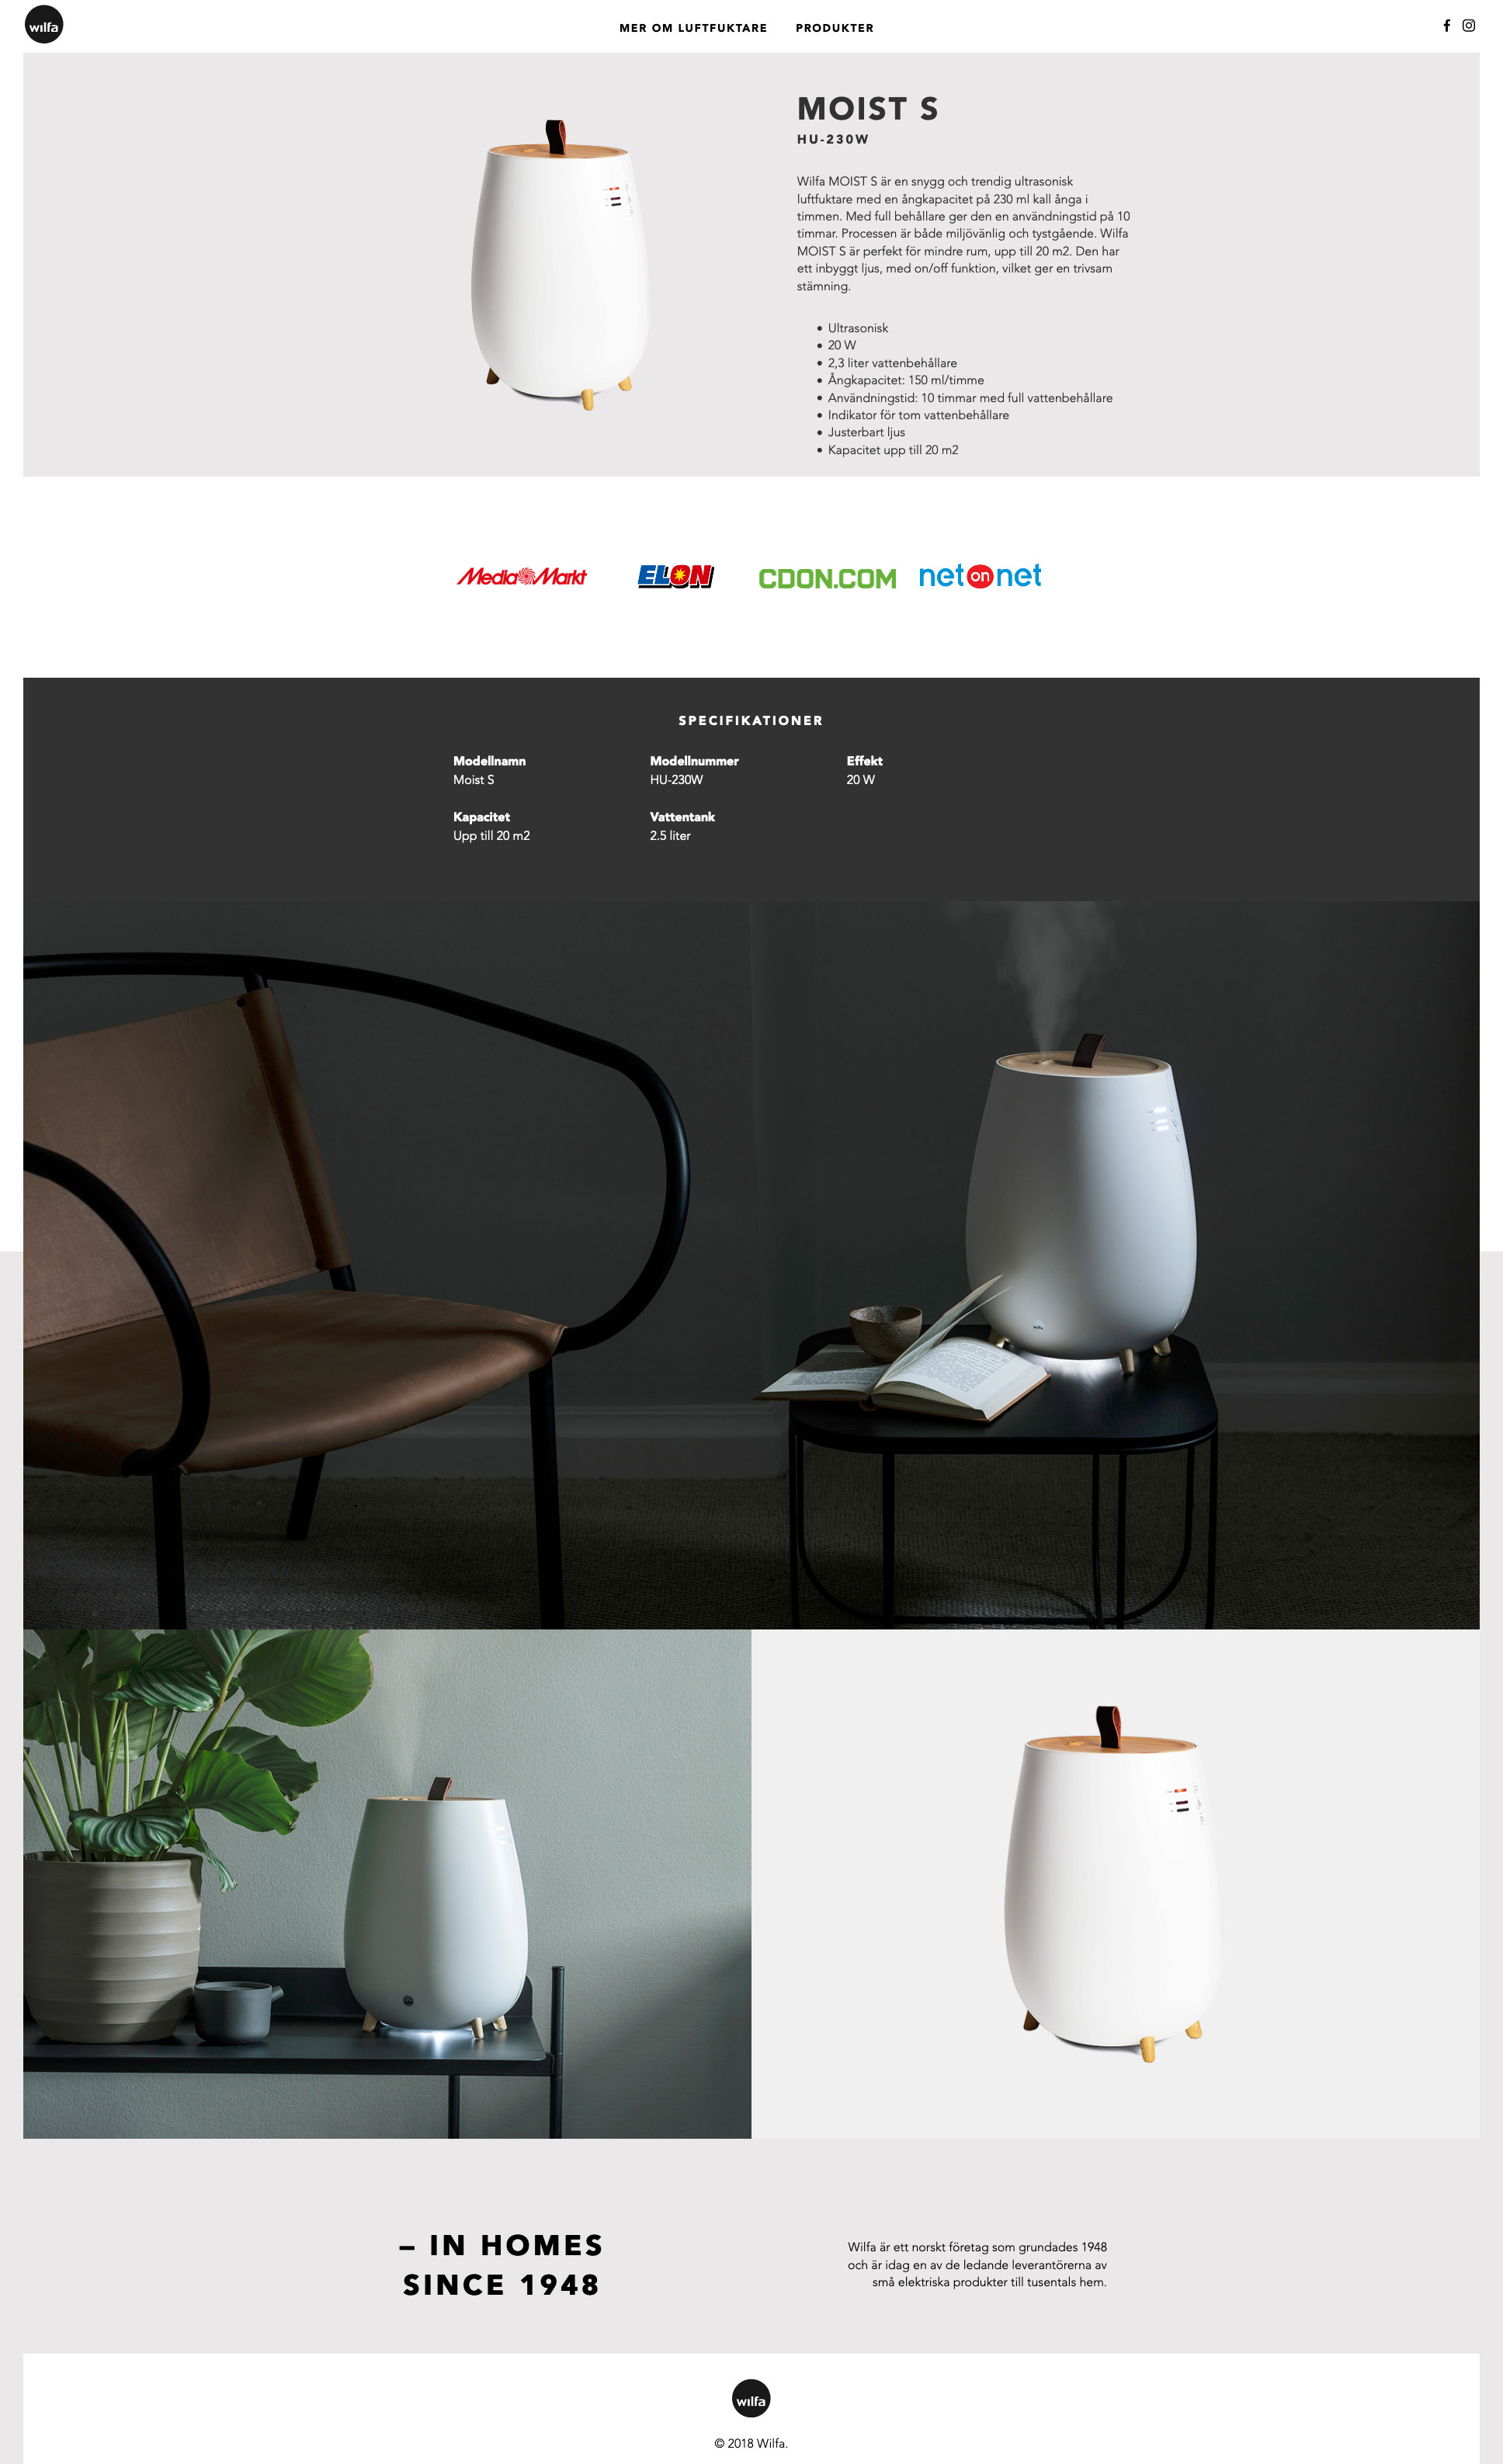 wilfa
MER OM LUFTFUKTARE PRODUKTER
MOIST S
HU-230W
Wilfa MOIST S är en snygg och trendig ultrasonisk
luftfuktare med en ångkapacitet på 230 ml kall ånga i
timmen. Med full behållare ger den en användningstid på 10
timmar. Processen är både miljövänlig och tystgående. Wilfa
MOIST S är perfekt för mindre rum, upp till 20 m2. Den har
ett inbyggt ljus, med on/off funktion, vilket ger en trivsam
stämning.
• Ultrasonisk
• 20 W
• 2,3 liter vattenbehållare
• Ångkapacitet: 150 ml/timme
• Användningstid: 10 timmar med full vattenbehållare
• Indikator för tom vattenbehållare
• Justerbart ljus
• Kapacitet upp till 20 m2
Media Markt ELON CDON.COM netonnet
SPECIFIKATIONER
Modellnamn Modellnummer Effekt
Moist S HU-230W 20 W
Kapacitet Vattentank
Upp till 20 m2 2.5 liter
wilfa
– IN HOMES
SINCE 1948
Wilfa är ett norskt företag som grundades 1948
och är idag en av de ledande leverantörerna av
små elektriska produkter till tusentals hem.
wilfa
© 2018 Wilfa.